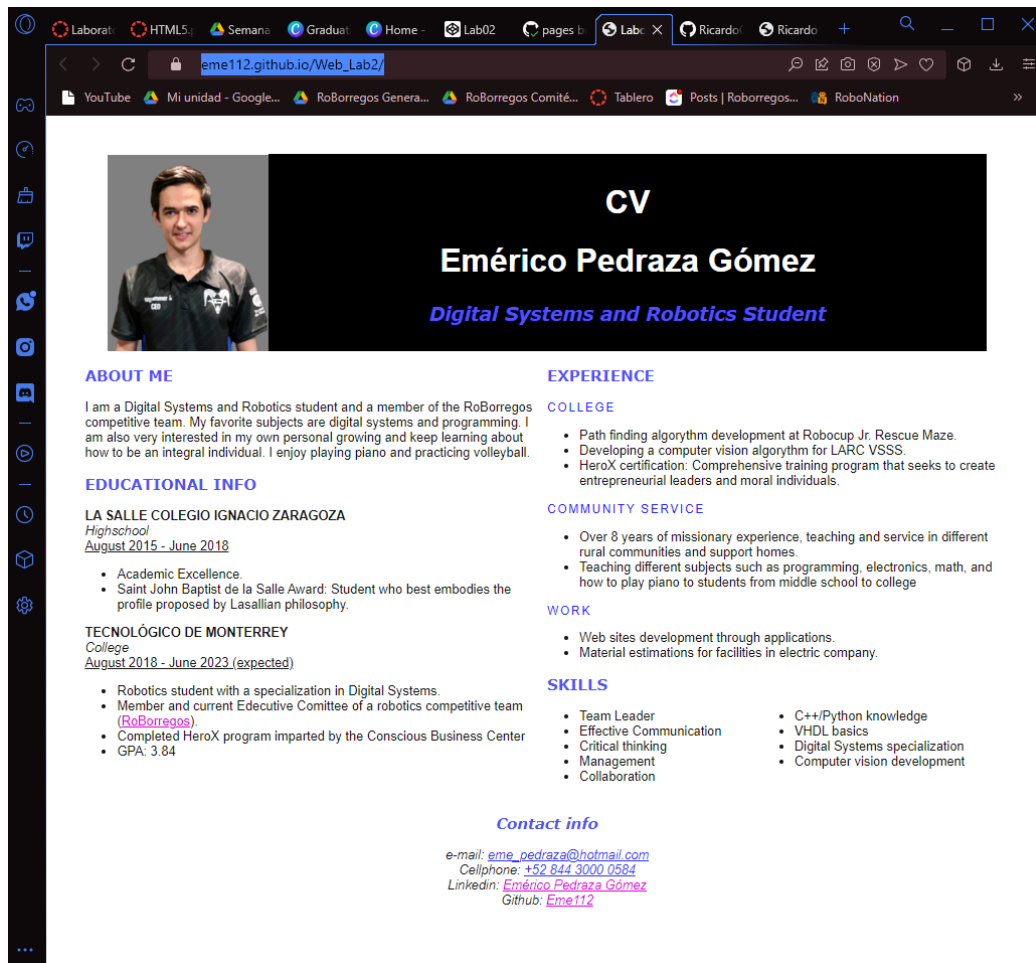 Laborat
HTML5.
Semana
Graduat
Home -
Lab02
pages b
Labc
Ricardo
Ricardo
eme112.github.io/Web_Lab2/
YouTube
Mi unidad - Google...
RoBorregos Genera...
RoBorregos Comité...
Tablero
Posts | Roborregos...
RoboNation
CEO
CV
Emérico Pedraza Gómez
Digital Systems and Robotics Student
ABOUT ME
I am a Digital Systems and Robotics student and a member of the RoBorregos
competitive team. My favorite subjects are digital systems and programming. I
am also very interested in my own personal growing and keep learning about
how to be an integral individual. I enjoy playing piano and practicing volleyball.
EDUCATIONAL INFO
LA SALLE COLEGIO IGNACIO ZARAGOZA
Highschool
August 2015 - June 2018
• Academic Excellence.
• Saint John Baptist de la Salle Award: Student who best embodies the
profile proposed by Lasallian philosophy.
TECNOLÓGICO DE MONTERREY
College
August 2018 - June 2023 (expected)
• Robotics student with a specialization in Digital Systems.
• Member and current Edecutive Comittee of a robotics competitive team
(RoBorregos).
• Completed HeroX program imparted by the Conscious Business Center
• GPA: 3.84
EXPERIENCE
COLLEGE
• Path finding algorythm development at Robocup Jr. Rescue Maze.
• Developing a computer vision algorythm for LARC VSSS.
• HeroX certification: Comprehensive training program that seeks to create
entrepreneurial leaders and moral individuals.
COMMUNITY SERVICE
• Over 8 years of missionary experience, teaching and service in different
rural communities and support homes.
• Teaching different subjects such as programming, electronics, math, and
how to play piano to students from middle school to college
WORK
• Web sites development through applications.
• Material estimations for facilities in electric company.
SKILLS
• Team Leader
• Effective Communication
• Critical thinking
• Management
• Collaboration
• C++/Python knowledge
• VHDL basics
• Digital Systems specialization
• Computer vision development
Contact info
e-mail: eme_pedraza@hotmail.com
Cellphone: +52 844 3000 0584
Linkedin: Emérico Pedraza Gómez
Github: Eme112